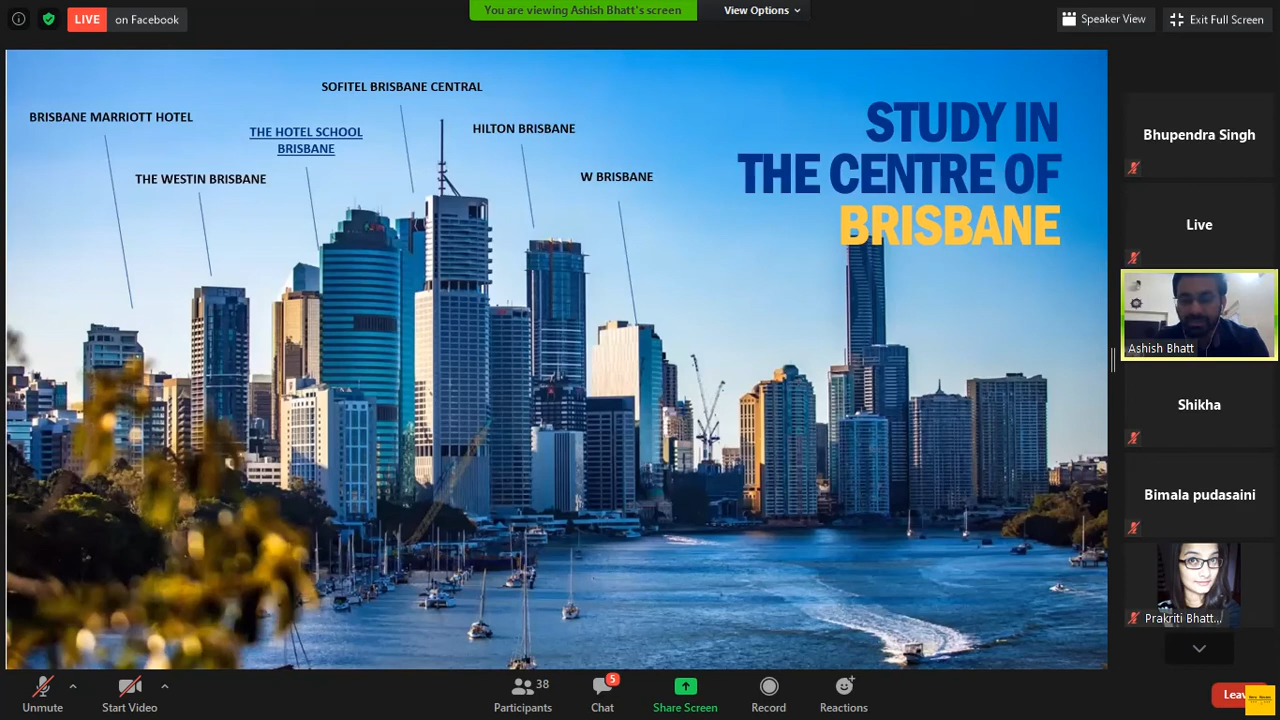 LIVE on Facebook
You are viewing Ashish Bhatt's screen
View Options
Speaker View
Exit Full Screen
SOFITEL BRISBANE CENTRAL
BRISBANE MARRIOTT HOTEL
THE HOTEL SCHOOL
BRISBANE
HILTON BRISBANE
THE WESTIN BRISBANE
W BRISBANE
STUDY IN
THE CENTRE OF
BRISBANE
Bhupendra Singh
Live
Ashish Bhatt
Shikha
Bimala pudasaini
Prakriti Bhatt...
Unmute
Start Video
38
Participants
5
Chat
Share Screen
Record
Reactions